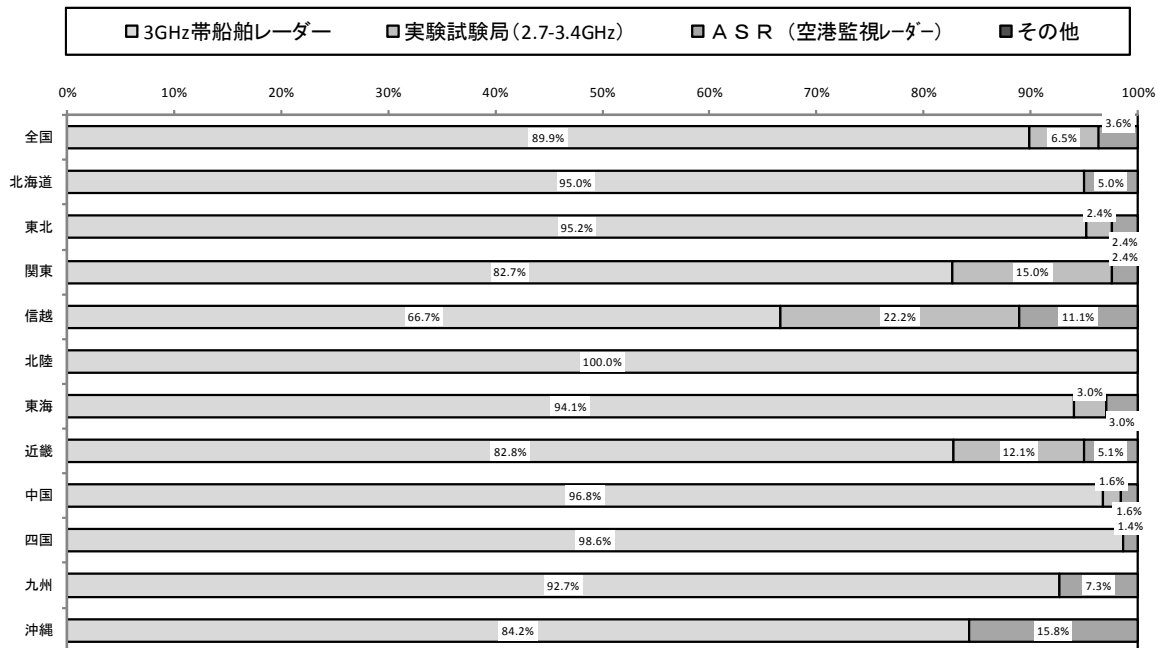 3GHz帯船舶レーダー 実験試験局(2.7-3.4GHz) ASR (空港監視レーダー) その他
0% 10% 20% 30% 40% 50% 60% 70% 80% 90% 100%
全国 89.9% 6.5% 3.6%
北海道 95.0% 5.0%
東北 95.2% 2.4% 2.4%
関東 82.7% 15.0% 2.4%
信越 66.7% 22.2% 11.1%
北陸 100.0%
東海 94.1% 3.0% 3.0%
近畿 82.8% 12.1% 5.1%
中国 96.8% 1.6% 1.6%
四国 98.6% 1.4%
九州 92.7% 7.3%
沖縄 84.2% 15.8%